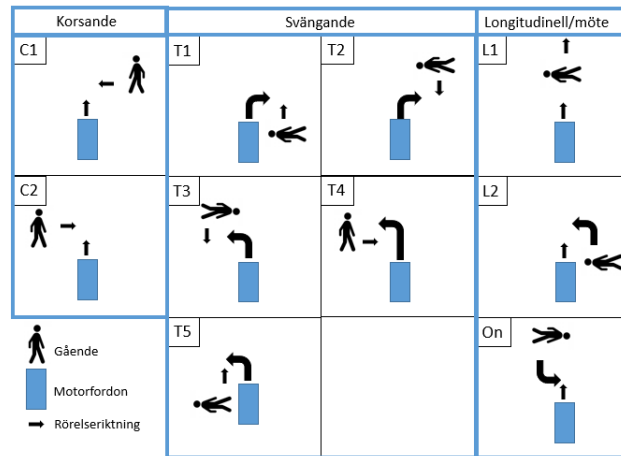 Korsande
Svängande
Longitudinell/möte
C1
T1
T2
L1
C2
T3
T4
L2
T5
On
Gående
Motorfordon
Rörelseriktning